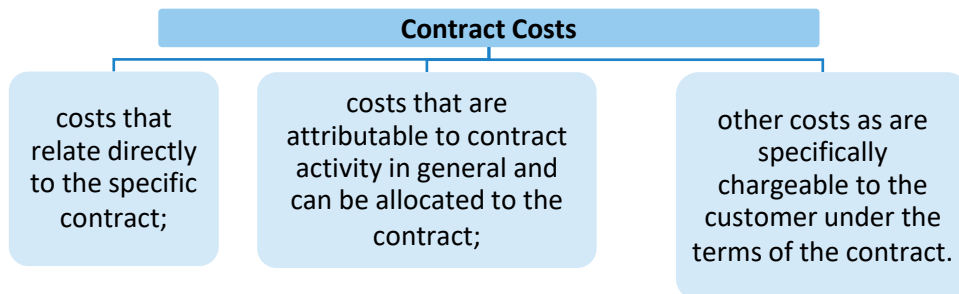 Contract Costs
costs that
relate directly
to the specific
contract;
costs that are
attributable to contract
activity in general and
can be allocated to the
contract;
other costs as are
specifically
chargeable to the
customer under the
terms of the contract.